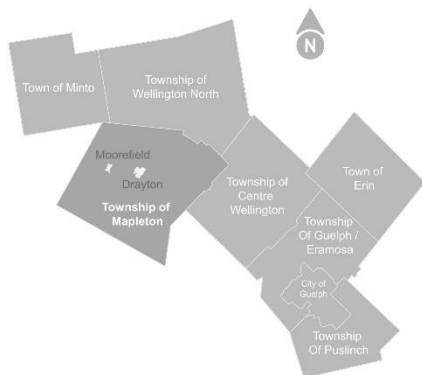 N
Town of Minto
Township of
Wellington North
Moorefield
Drayton
Township of
Mapleton
Township of
Centre
Wellington
Town of
Erin
Township
Of Guelph /
Eramosa
City of
Guelph
Township
Of Puslinch